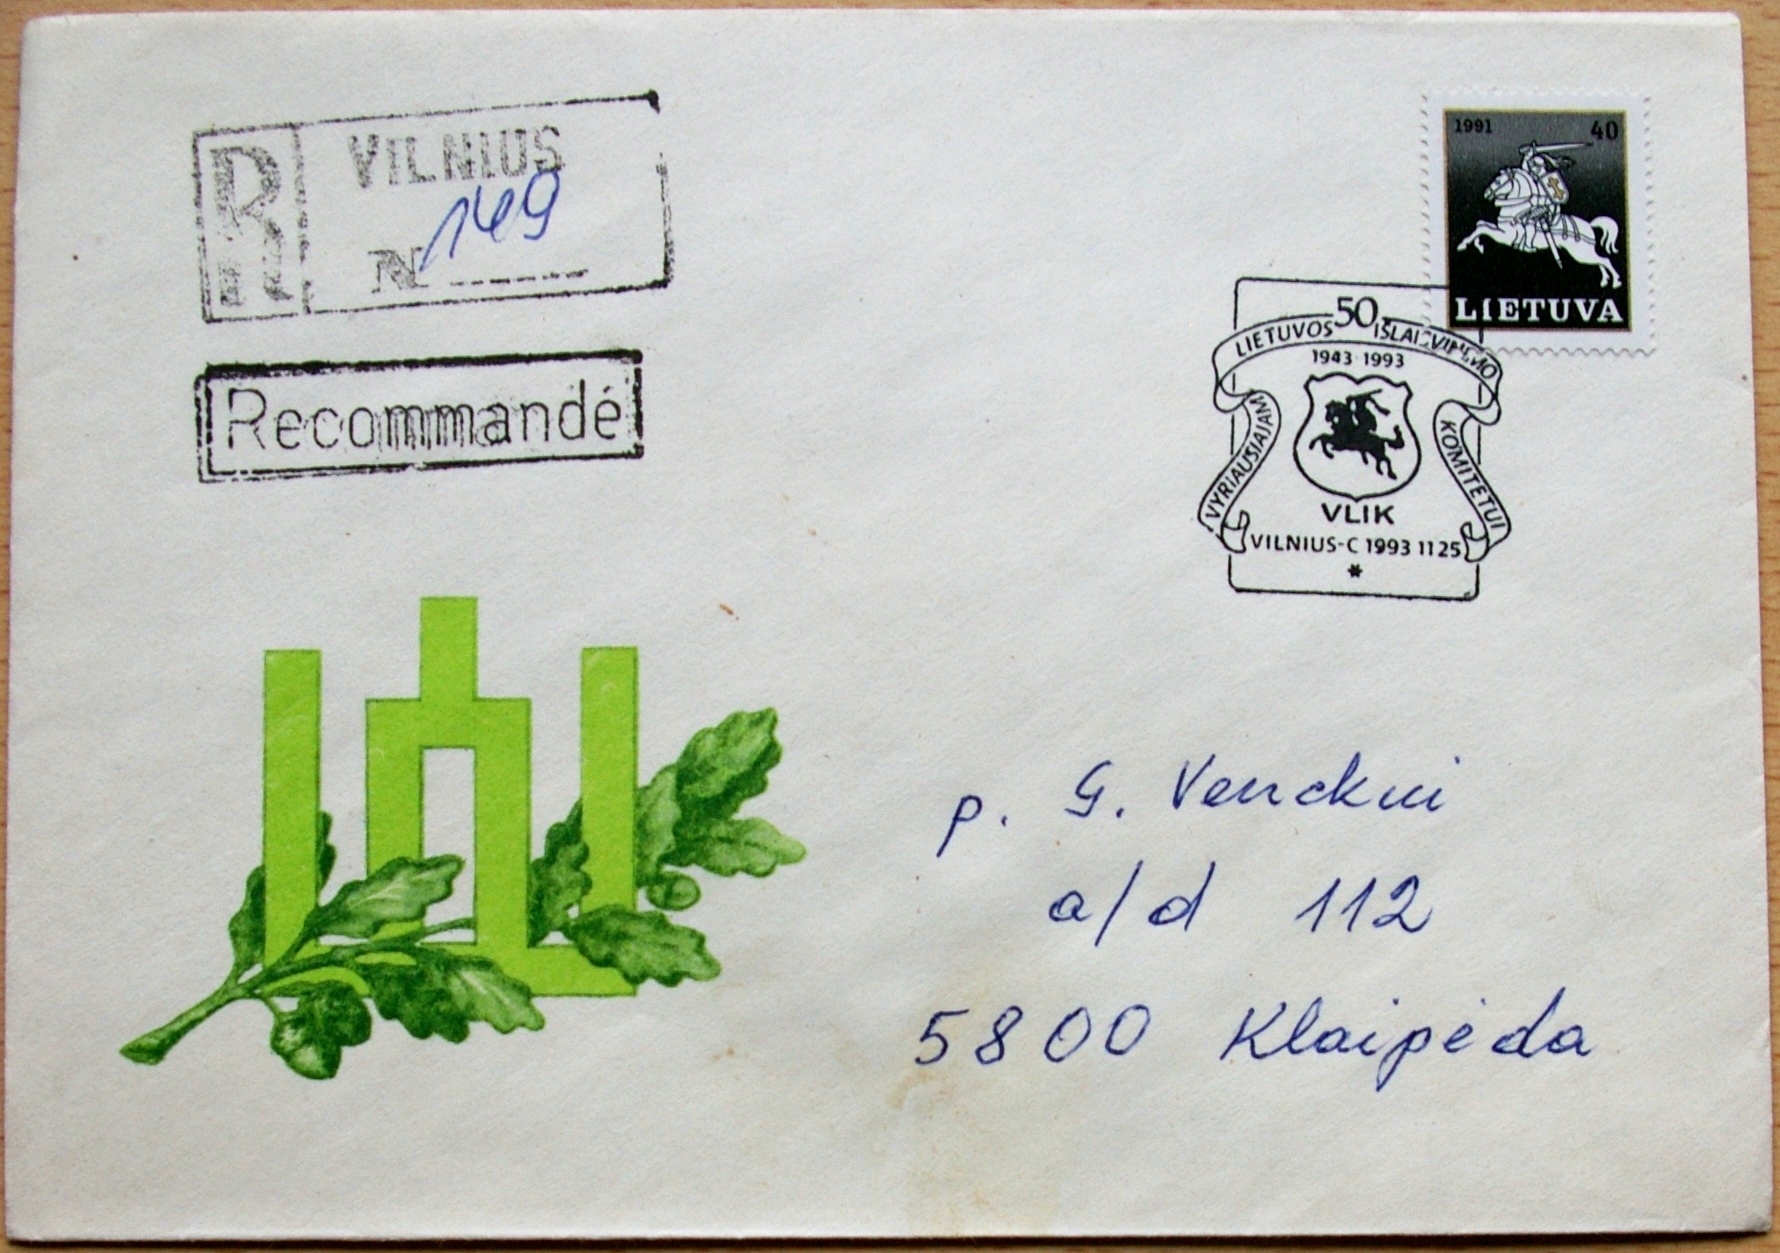 R
VILNIUS
N 149
Recommandé
1991 40
LIETUVA
50
LIETUVOS IŠLAISVINIMO
1943 1993
VYRIAUSIAJAM
KOMITETUI
VLIK
VILNIUS-C 1993 11 25
*
p. G. Venckui
a/d 112
5800 Klaipėda